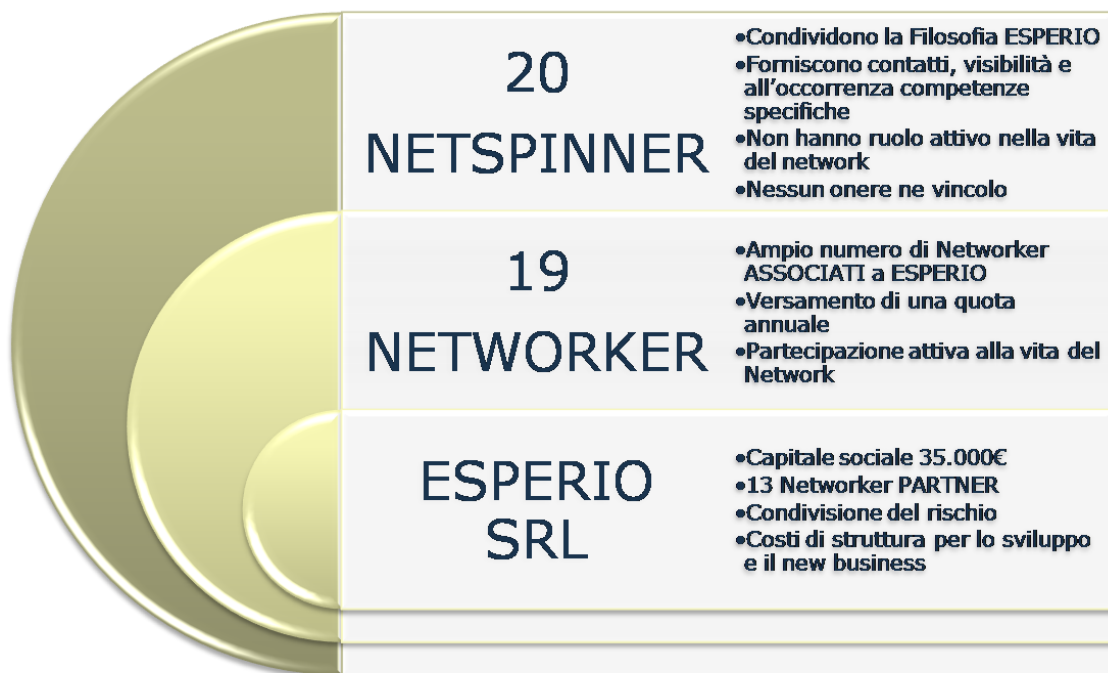 20
NETSPINNER
•Condividono la Filosofia ESPERIO
•Forniscono contatti, visibilità e
all'occorrenza competenze
specifiche
•Non hanno ruolo attivo nella vita
del network
•Nessun onere ne vincolo
19
NETWORKER
•Ampio numero di Networker
ASSOCIATI a ESPERIO
•Versamento di una quota
annuale
•Partecipazione attiva alla vita del
Network
ESPERIO
SRL
•Capitale sociale 35.000€
•13 Networker PARTNER
•Condivisione del rischio
•Costi di struttura per lo sviluppo
e il new business